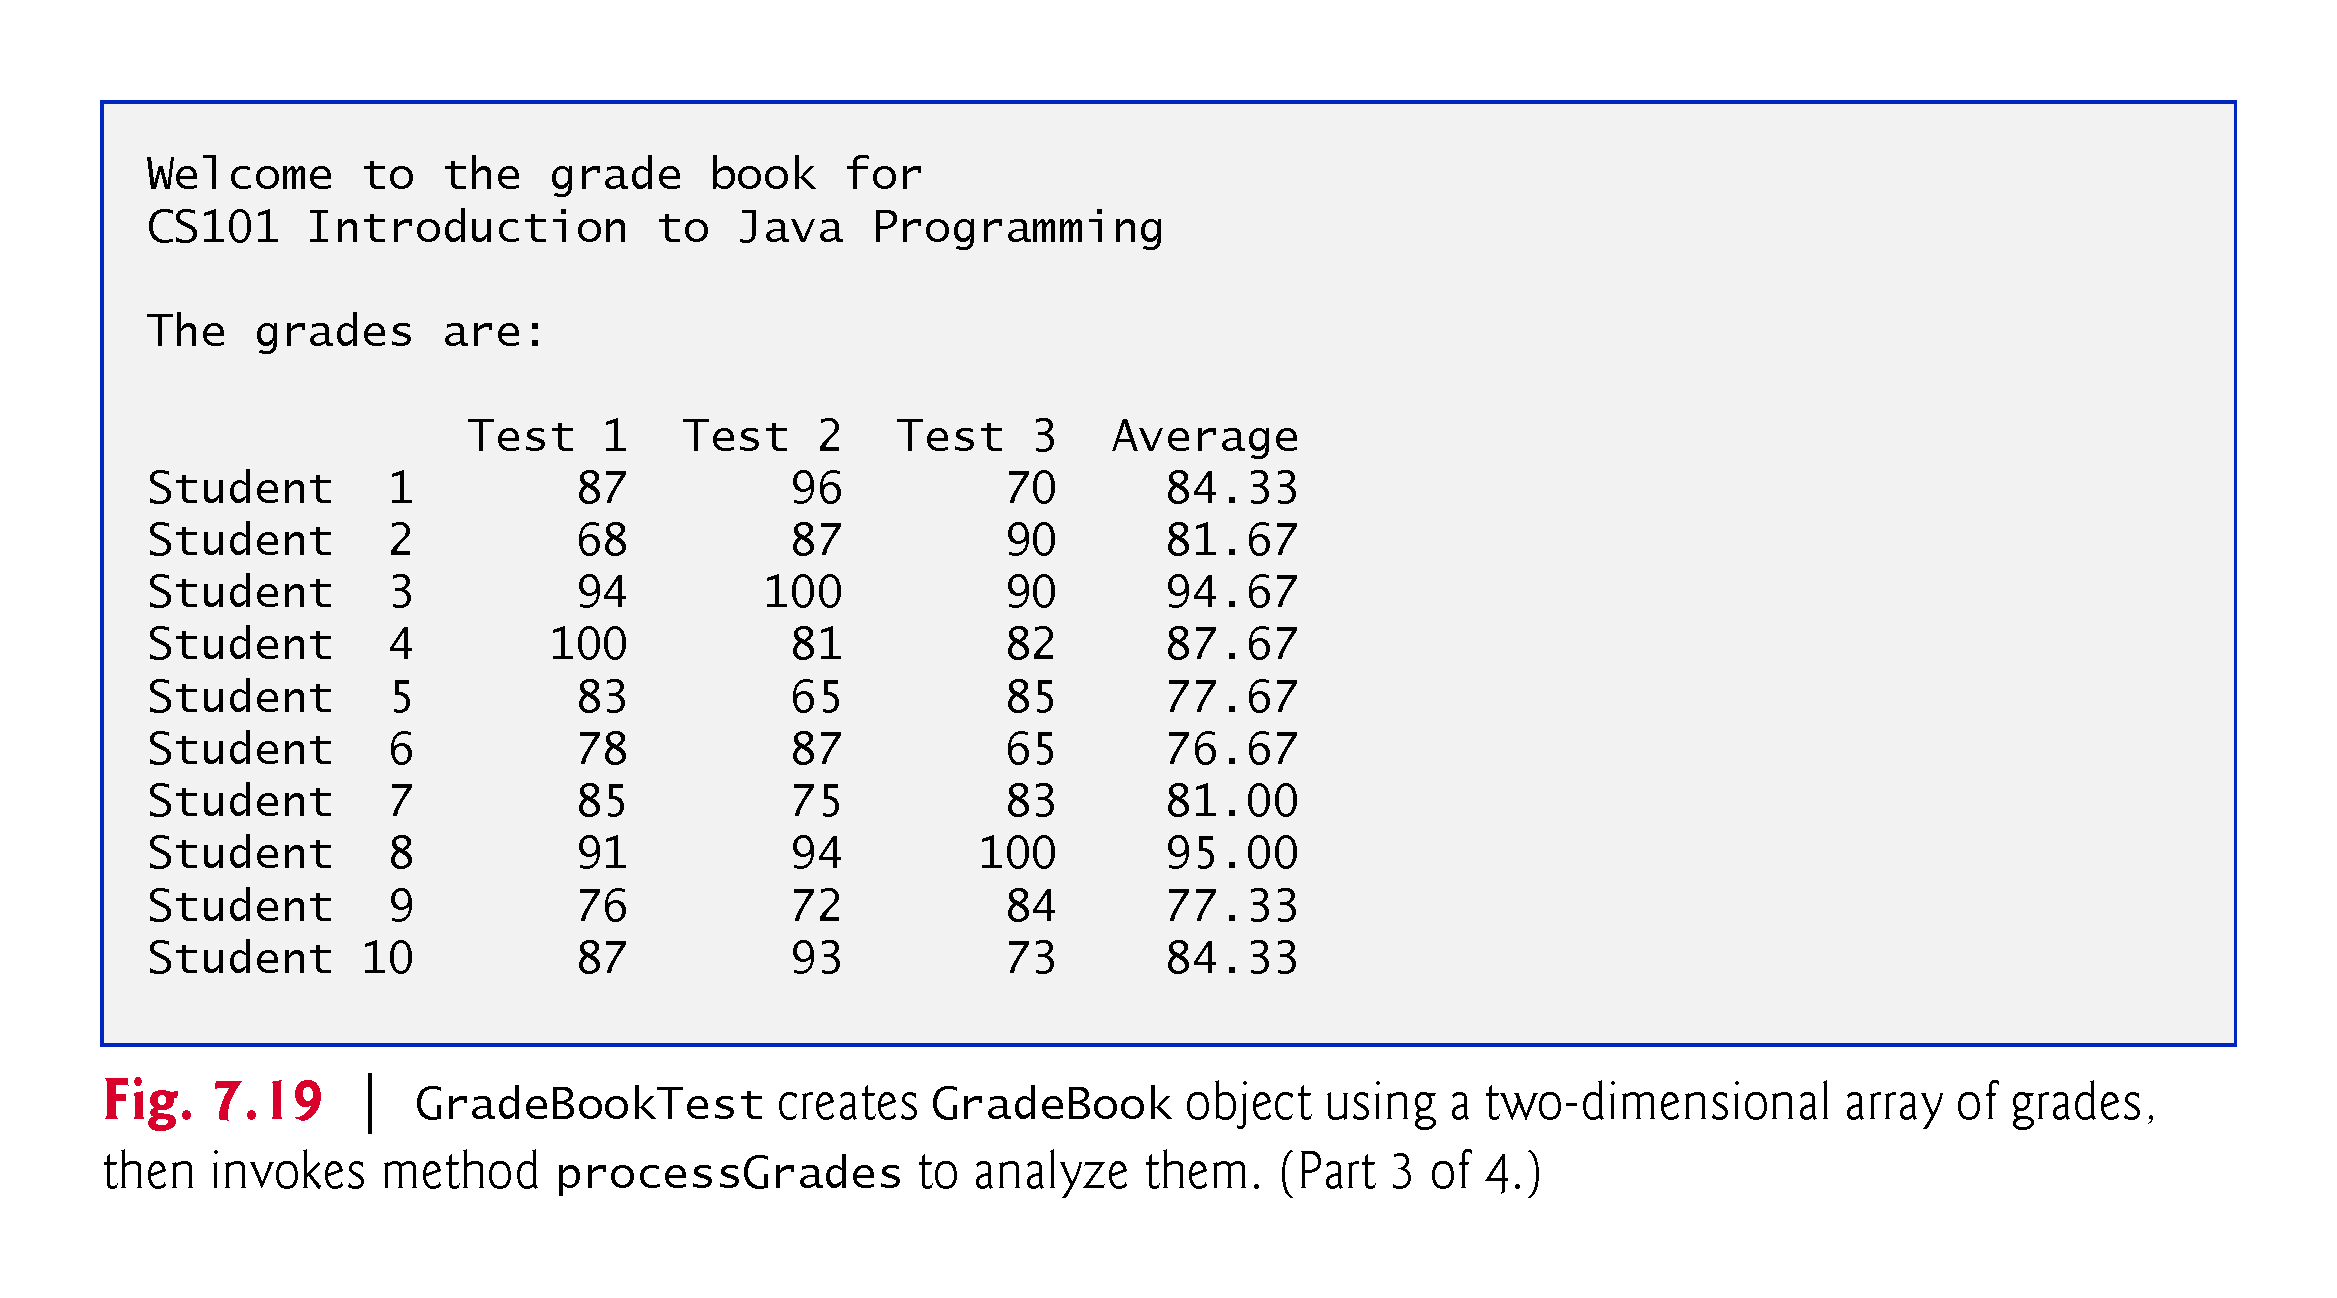 Welcome to the grade book for
CS101 Introduction to Java Programming
The grades are:
Test 1 Test 2 Test 3 Average
Student 1 87 96 70 84.33
Student 2 68 87 90 81.67
Student 3 94 100 90 94.67
Student 4 100 81 82 87.67
Student 5 83 65 85 77.67
Student 6 78 87 65 76.67
Student 7 85 75 83 81.00
Student 8 91 94 100 95.00
Student 9 76 72 84 77.33
Student 10 87 93 73 84.33
Fig. 7.19 | GradeBookTest creates GradeBook object using a two-dimensional array of grades,
then invokes method processGrades to analyze them. (Part 3 of 4.)